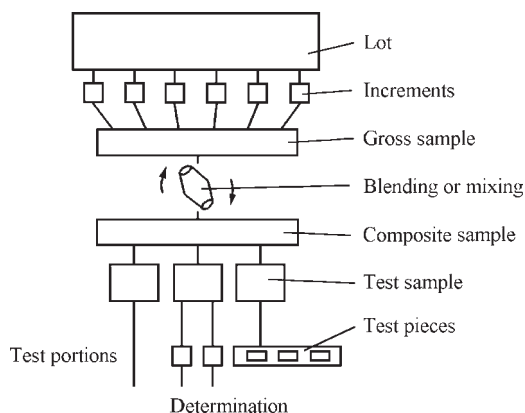 Lot
Increments
Gross sample
Blending or mixing
Composite sample
Test sample
Test pieces
Test portions
Determination